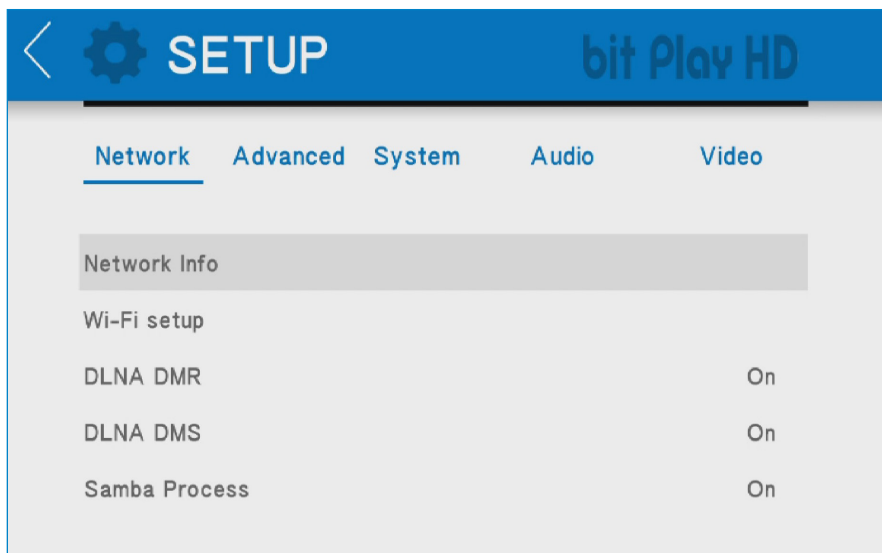 SETUP bit Play HD
Network Advanced System Audio Video
Network Info
Wi-Fi setup
DLNA DMR On
DLNA DMS On
Samba Process On